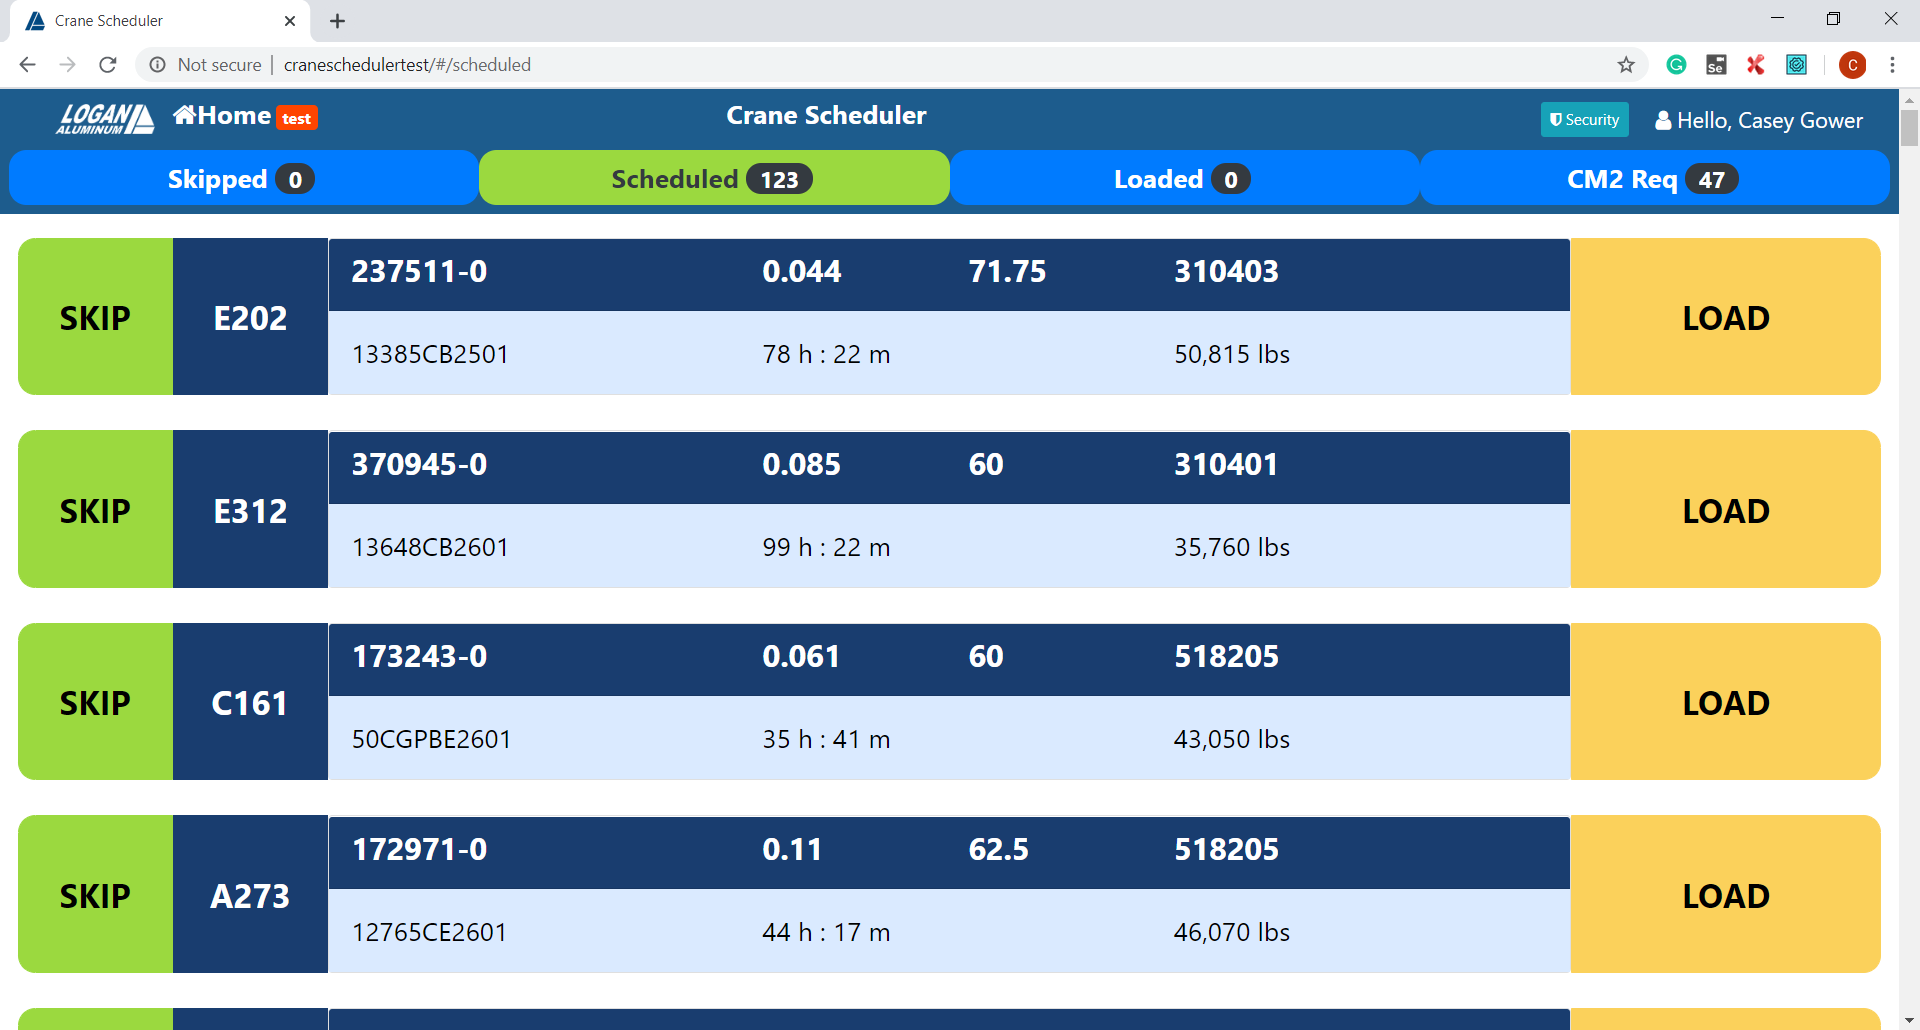 Crane Scheduler
Not secure | craneschedulertest/#/scheduled
Se
C
LOGAN ALUMINUM
Home test
Crane Scheduler
Security
Hello, Casey Gower
Skipped 0
Scheduled 123
Loaded 0
CM2 Req 47
SKIP
E202
237511-0 0.044 71.75 310403
13385CB2501 78 h : 22 m 50,815 lbs
LOAD
SKIP
E312
370945-0 0.085 60 310401
13648CB2601 99 h : 22 m 35,760 lbs
LOAD
SKIP
C161
173243-0 0.061 60 518205
50CGPBE2601 35 h : 41 m 43,050 lbs
LOAD
SKIP
A273
172971-0 0.11 62.5 518205
12765CE2601 44 h : 17 m 46,070 lbs
LOAD